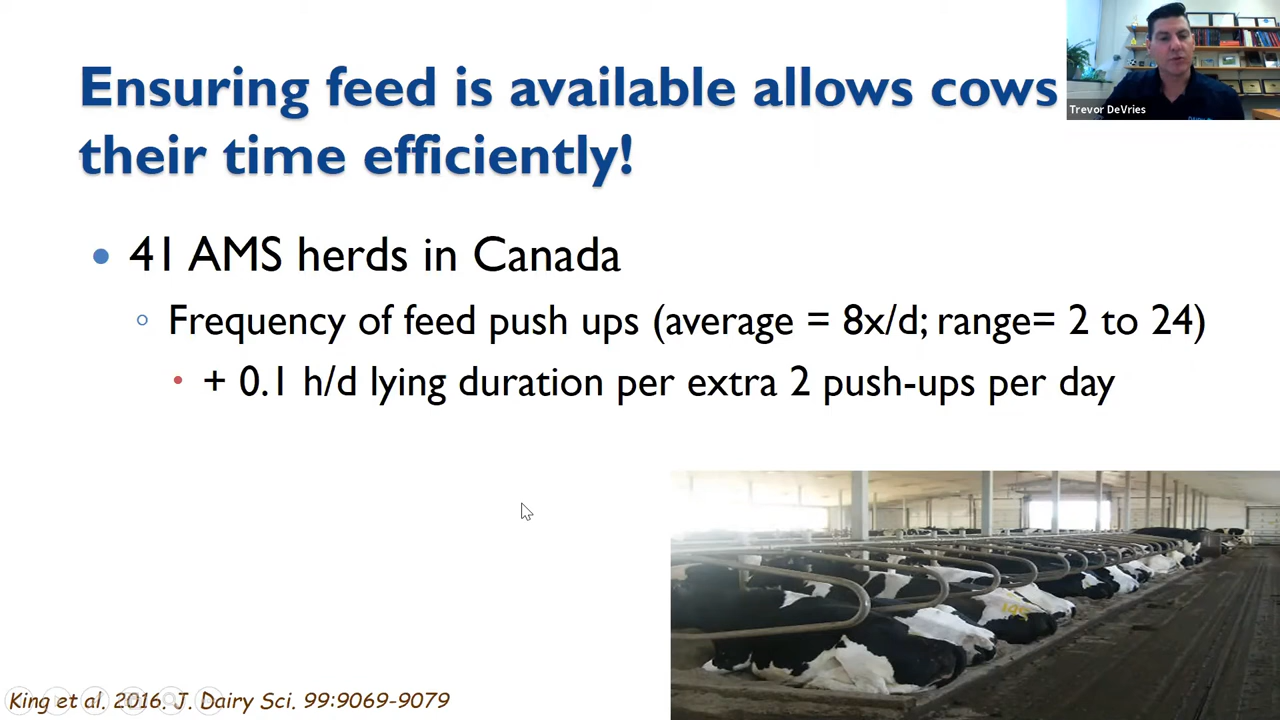 Ensuring feed is available allows cows
their time efficiently!
Trevor DeVries
• 41 AMS herds in Canada
◦ Frequency of feed push ups (average = 8x/d; range= 2 to 24)
• + 0.1 h/d lying duration per extra 2 push-ups per day
195
King et al. 2016. J. Dairy Sci. 99:9069-9079